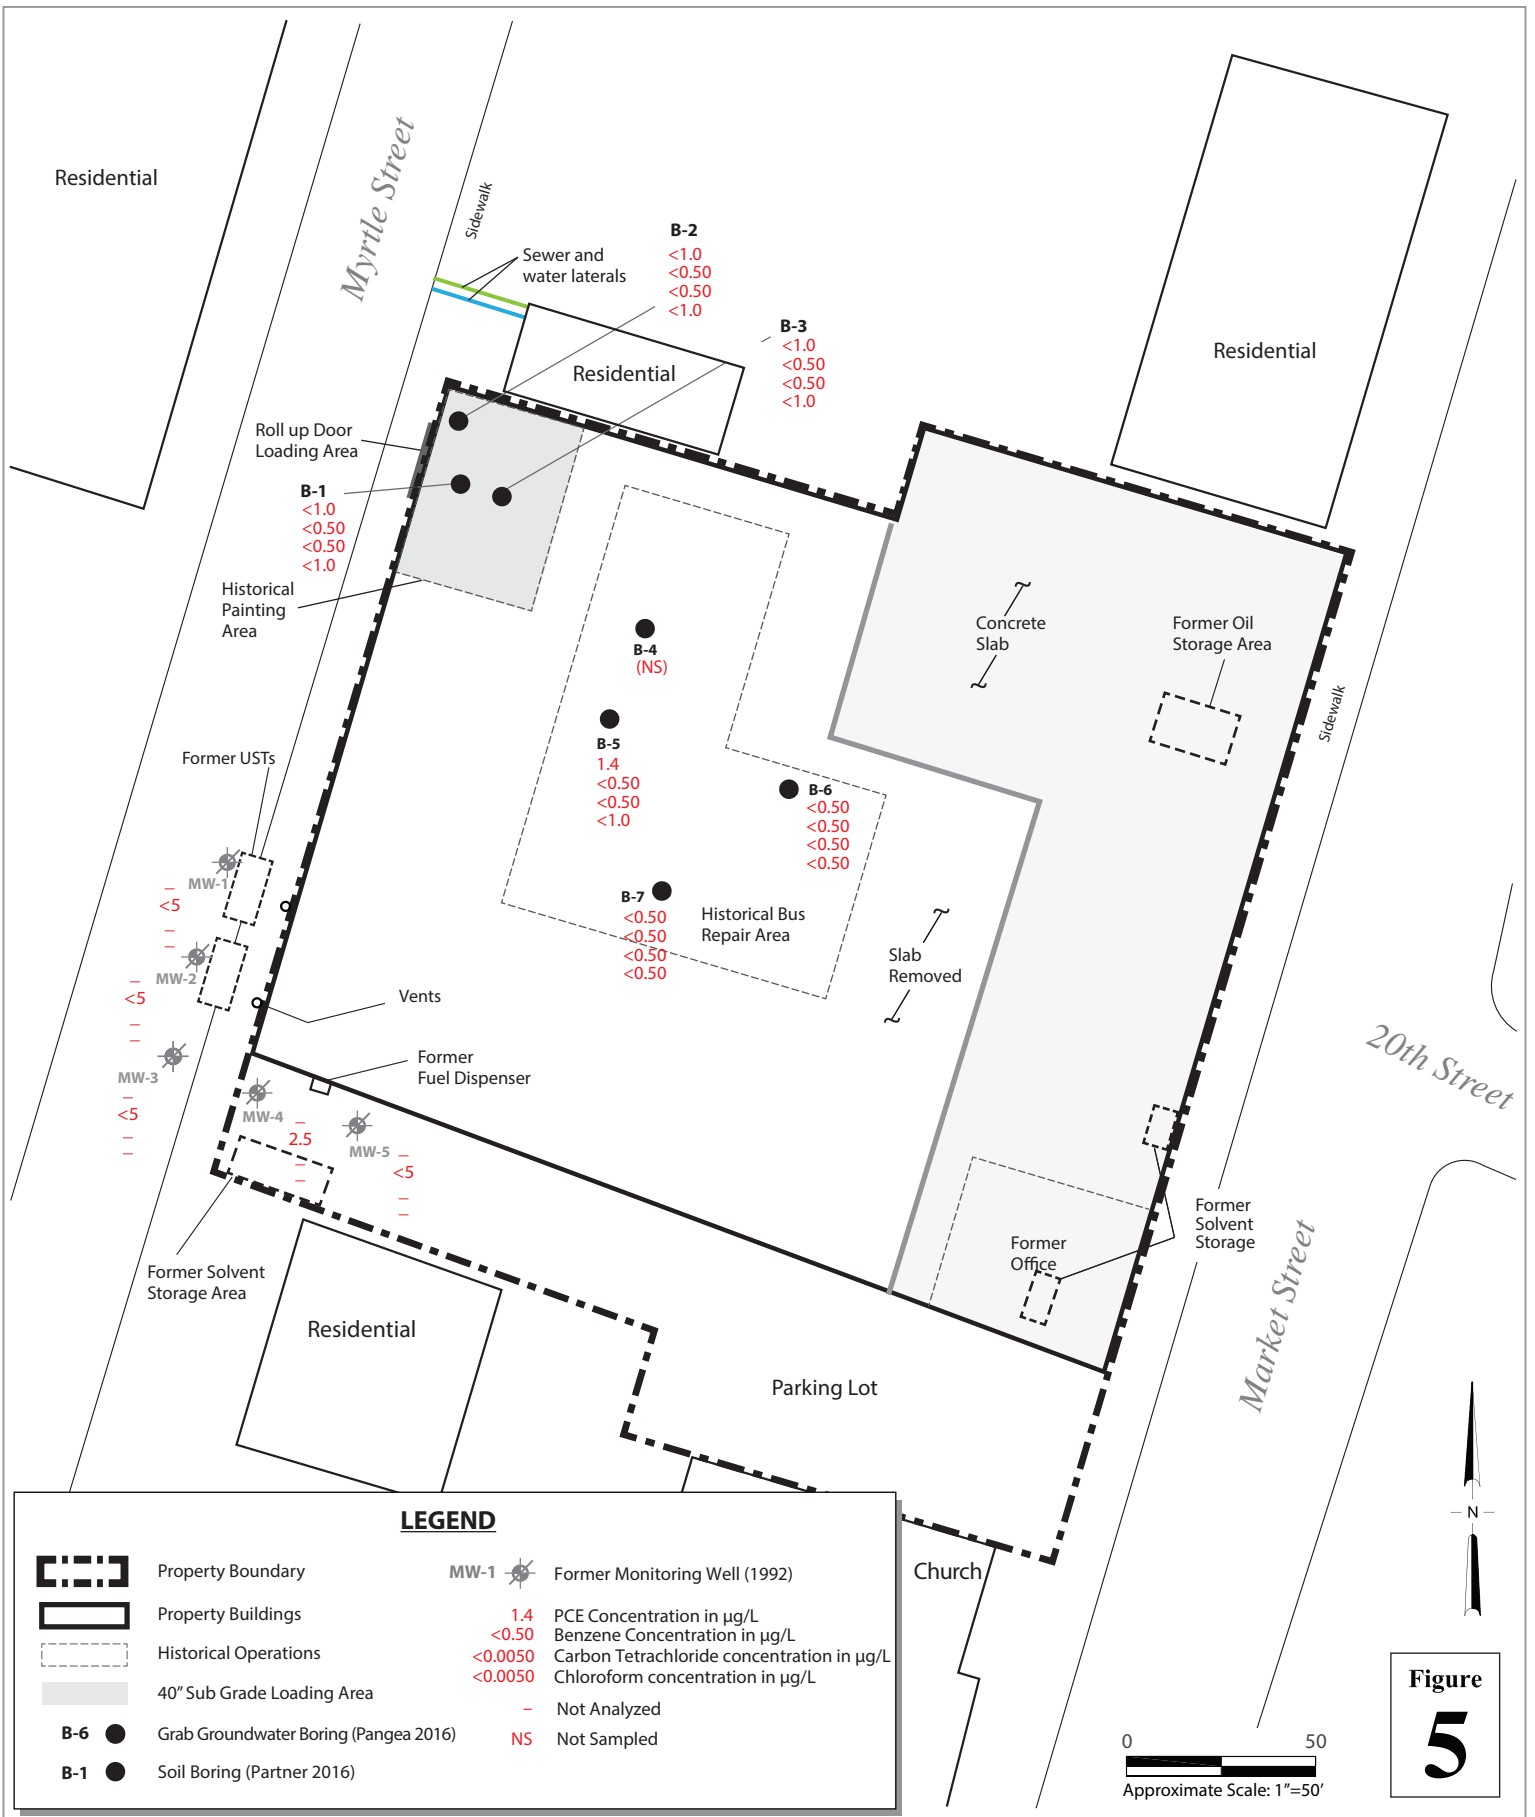 Residential
Myrtle Street
Sidewalk
Sewer and
water laterals
B-2
<1.0
<0.50
<0.50
<1.0
B-3
<1.0
<0.50
<0.50
<1.0
Residential
Residential
Roll up Door
Loading Area
B-1
<1.0
<0.50
<0.50
<1.0
Historical
Painting
Area
Concrete
Slab
Former Oil
Storage Area
Sidewalk
B-4
(NS)
B-5
1.4
<0.50
<0.50
<1.0
B-6
<0.50
<0.50
<0.50
<0.50
B-7
<0.50
<0.50
<0.50
<0.50
Historical Bus
Repair Area
Slab
Removed
Former USTs
MW-1
–
<5
–
–
MW-2
–
<5
–
–
MW-3
–
<5
–
–
Vents
Former
Fuel Dispenser
MW-4
–
2.5
–
–
MW-5
–
<5
–
–
20th Street
Former Solvent
Storage Area
Former
Solvent
Storage
Former
Office
Market Street
Residential
Parking Lot
Church
LEGEND
Property Boundary
Property Buildings
Historical Operations
40” Sub Grade Loading Area
B-6 Grab Groundwater Boring (Pangea 2016)
B-1 Soil Boring (Partner 2016)
MW-1 Former Monitoring Well (1992)
1.4 PCE Concentration in µg/L
<0.50 Benzene Concentration in µg/L
<0.0050 Carbon Tetrachloride concentration in µg/L
<0.0050 Chloroform concentration in µg/L
– Not Analyzed
NS Not Sampled
N
0 50
Approximate Scale: 1”=50’
Figure
5